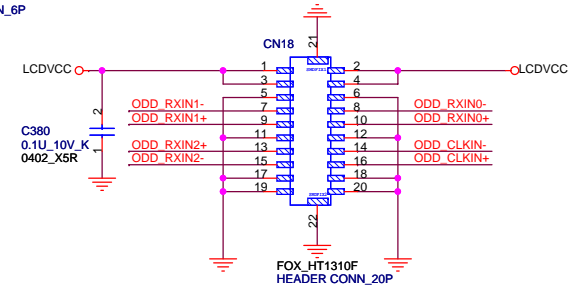 N_6P
CN18
21
LCDVCC
1
2
LCDVCC
3
4
5
6
ODD_RXIN1-
7
8
ODD_RXIN0-
ODD_RXIN1+
9
10
ODD_RXIN0+
11
12
ODD_RXIN2+
13
14
ODD_CLKIN-
ODD_RXIN2-
15
16
ODD_CLKIN+
17
18
19
20
2
C380
0.1U_10V_K
0402_X5R
1
22
FOX_HT1310F
HEADER CONN_20P